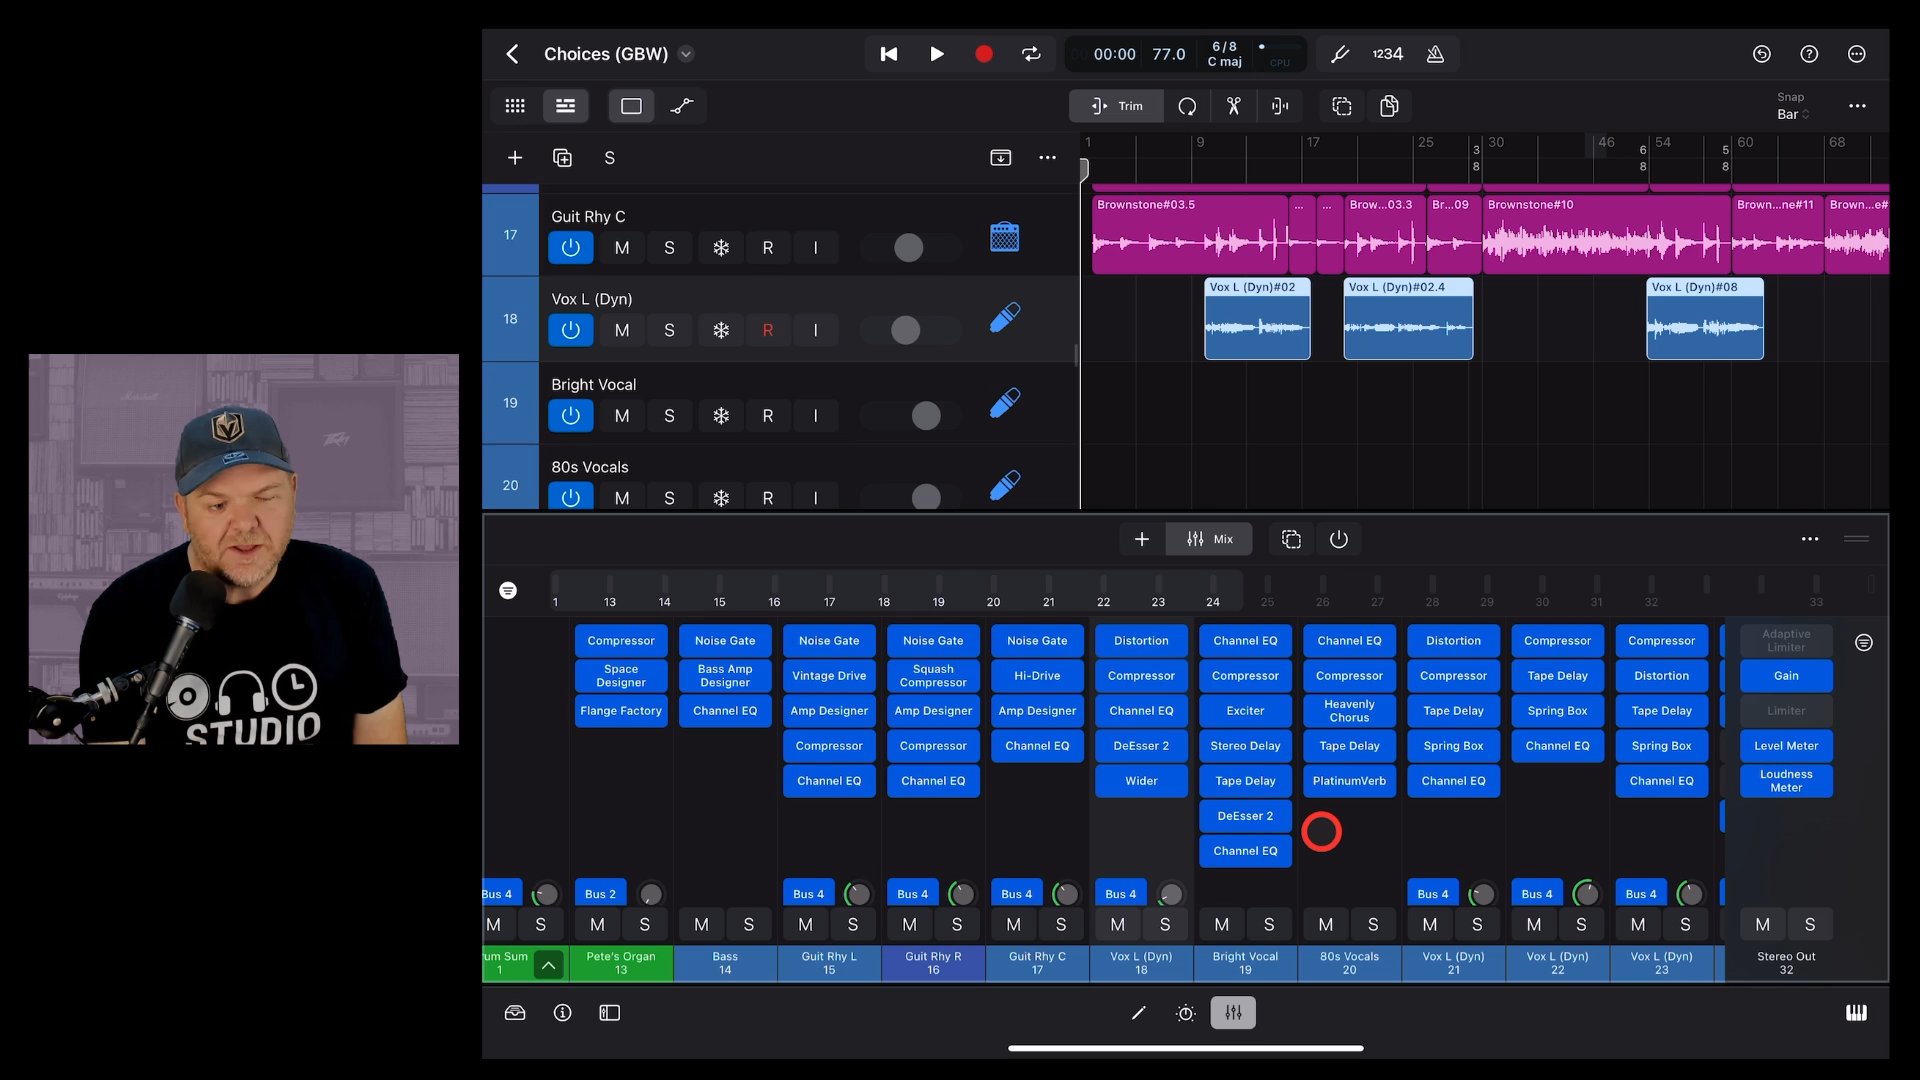 Choices (GBW)
00:00
77.0
6/8
C maj
CPU
1234
Trim
Snap
Bar
S
1
9
17
25
3
8
30
46
6
8
54
5
8
60
68
17
Guit Rhy C
M
S
R
I
Brownstone#03.5
...
...
Brow...03.3
Br...09
Brownstone#10
Brown...ne#11
Brown...e#
18
Vox L (Dyn)
M
S
R
I
Vox L (Dyn)#02
Vox L (Dyn)#02.4
Vox L (Dyn)#08
19
Bright Vocal
M
S
R
I
20
80s Vocals
M
S
R
I
Mix
1
13
14
15
16
17
18
19
20
21
22
23
24
25
26
27
28
29
30
31
32
33
Compressor
Noise Gate
Noise Gate
Noise Gate
Noise Gate
Distortion
Channel EQ
Channel EQ
Distortion
Compressor
Compressor
Adaptive
Limiter
Space
Designer
Bass Amp
Designer
Vintage Drive
Squash
Compressor
Hi-Drive
Compressor
Compressor
Compressor
Compressor
Tape Delay
Distortion
Gain
Flange Factory
Channel EQ
Amp Designer
Amp Designer
Amp Designer
Channel EQ
Exciter
Heavenly
Chorus
Tape Delay
Spring Box
Tape Delay
Limiter
Compressor
Compressor
Channel EQ
DeEsser 2
Stereo Delay
Tape Delay
Spring Box
Channel EQ
Spring Box
Level Meter
Channel EQ
Channel EQ
Wider
Tape Delay
PlatinumVerb
Channel EQ
Channel EQ
Loudness
Meter
DeEsser 2
Channel EQ
Bus 4
Bus 2
Bus 4
Bus 4
Bus 4
Bus 4
Bus 4
Bus 4
Bus 4
M S
M S
M S
M S
M S
M S
M S
M S
M S
M S
M S
M S
M S
um Sum
1
Pete's Organ
13
Bass
14
Guit Rhy L
15
Guit Rhy R
16
Guit Rhy C
17
Vox L (Dyn)
18
Bright Vocal
19
80s Vocals
20
Vox L (Dyn)
21
Vox L (Dyn)
22
Vox L (Dyn)
23
Stereo Out
32
STUDIO
Peavey